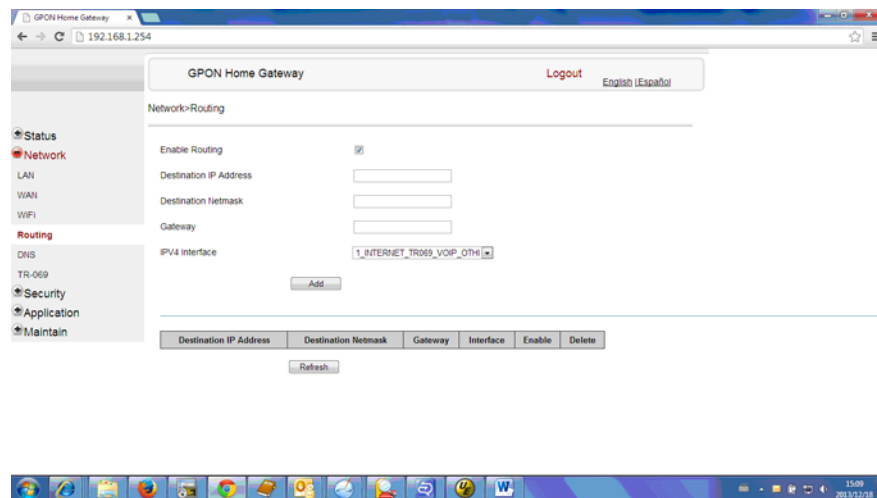 GPON Home Gateway
192.168.1.254
GPON Home Gateway
Logout
English |Español
Network>Routing
Status
Network
LAN
WAN
WiFi
Routing
DNS
TR-069
Security
Application
Maintain
Enable Routing
Destination IP Address
Destination Netmask
Gateway
IPV4 Interface
1_INTERNET_TR069_VOIP_OTHI
Add
Destination IP Address Destination Netmask Gateway Interface Enable Delete
Refresh
15:09
2013/12/18